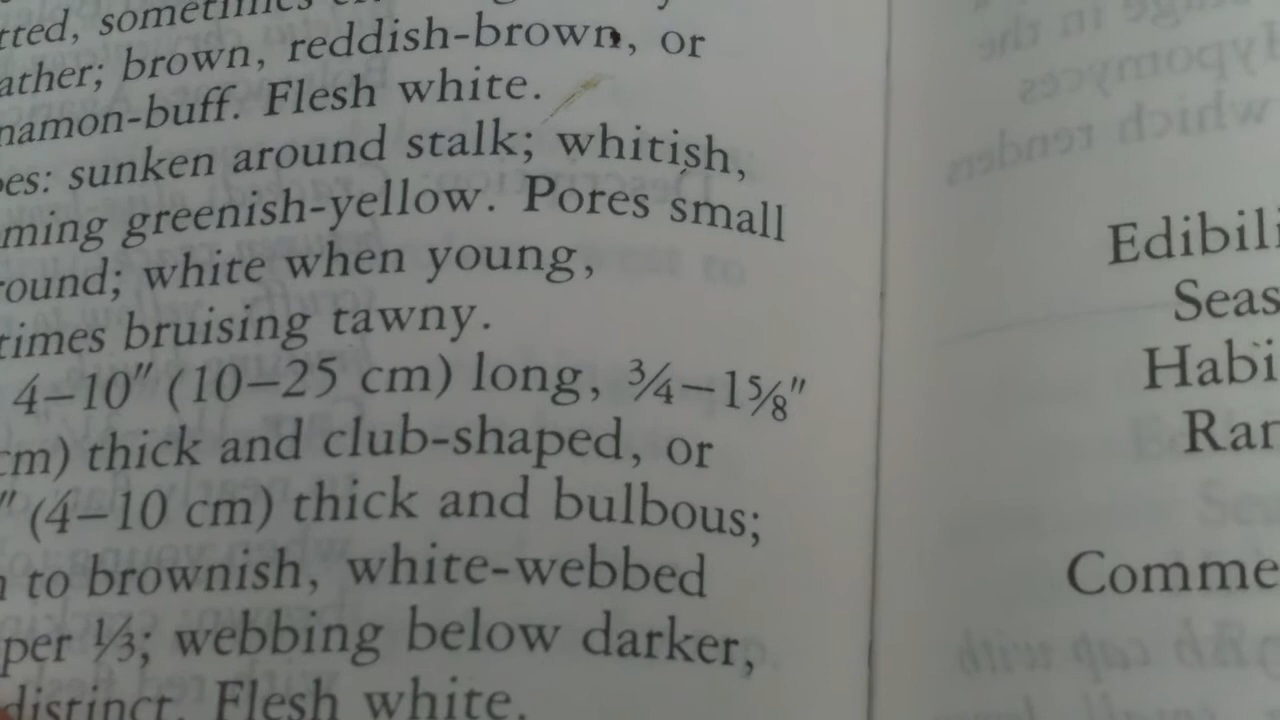 tted, sometimes
ather; brown, reddish-brown, or
namon-buff. Flesh white.
es: sunken around stalk; whitish,
ming greenish-yellow. Pores small
round; white when young,
times bruising tawny.
4–10" (10–25 cm) long, ¾–1⅝"
cm) thick and club-shaped, or
" (4–10 cm) thick and bulbous;
to brownish, white-webbed
per ⅓; webbing below darker,
distinct. Flesh white.
Edibili
Seas
Habi
Ran
Comme